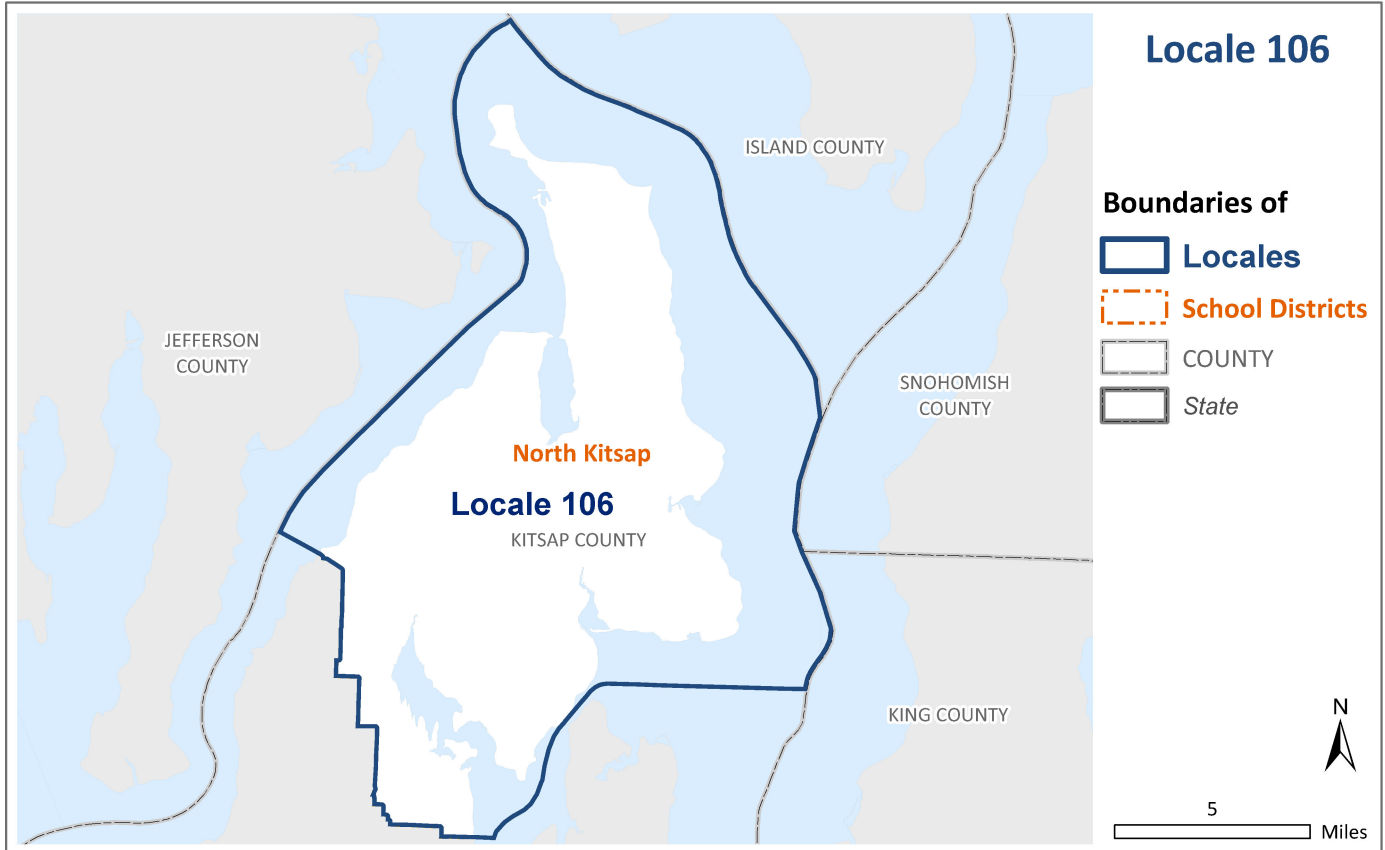 Locale 106
ISLAND COUNTY
JEFFERSON
COUNTY
SNOHOMISH
COUNTY
North Kitsap
Locale 106
KITSAP COUNTY
KING COUNTY
Boundaries of
Locales
School Districts
COUNTY
State
N
5
Miles